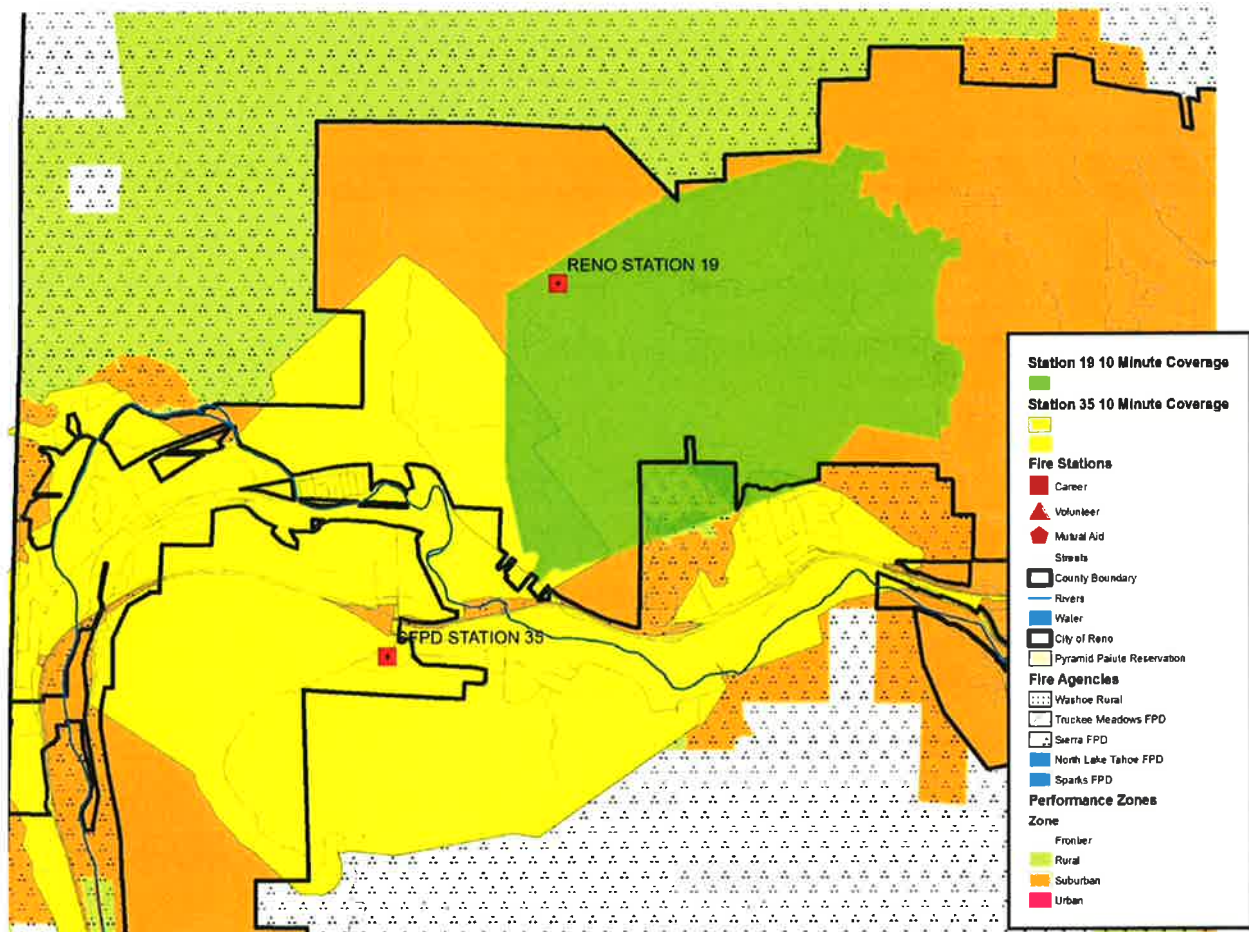 RENO STATION 19
SFPD STATION 35
Station 19 10 Minute Coverage
Station 35 10 Minute Coverage
Fire Stations
Career
Volunteer
Mutual Aid
Streets
County Boundary
Rivers
Water
City of Reno
Pyramid Paiute Reservation
Fire Agencies
Washoe Rural
Truckee Meadows FPD
Sierra FPD
North Lake Tahoe FPD
Sparks FPD
Performance Zones
Zone
Frontier
Rural
Suburban
Urban